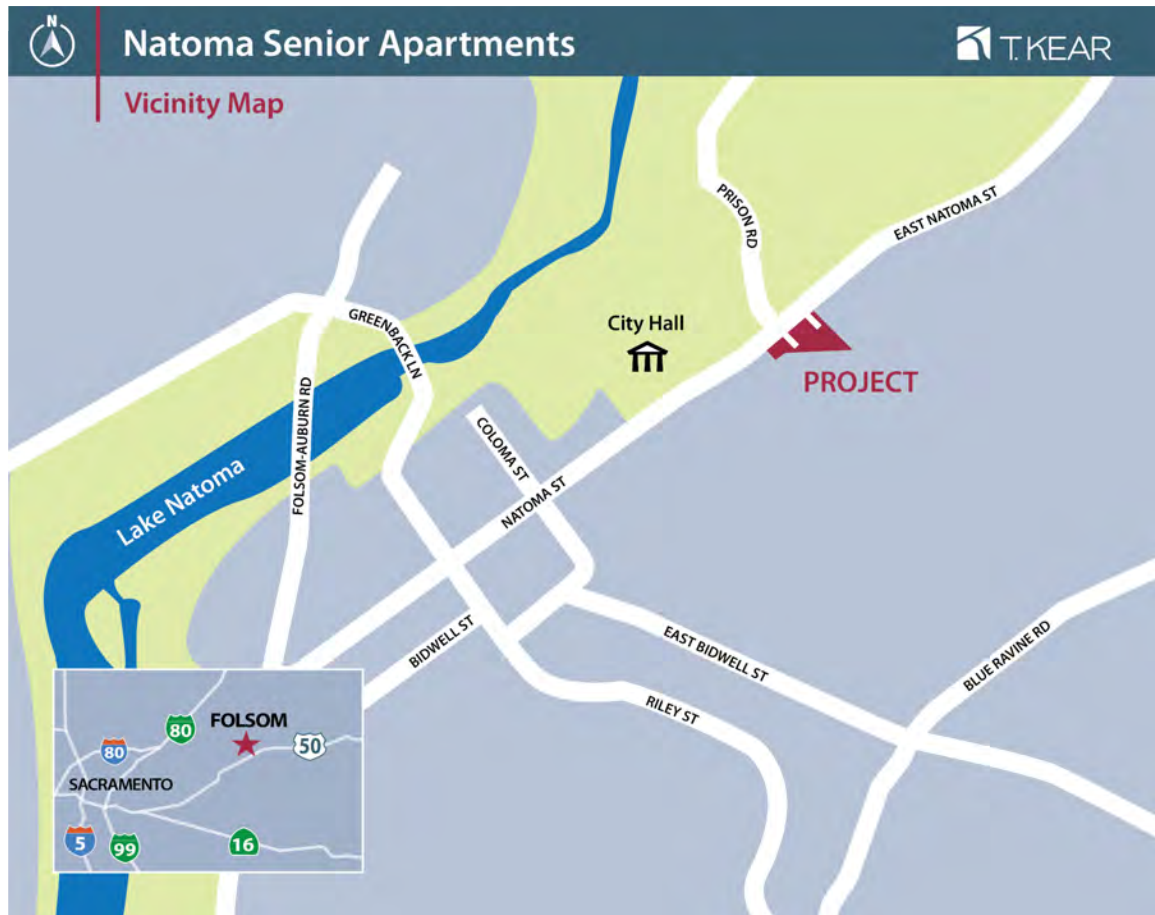 N
Natoma Senior Apartments
T.KEAR
Vicinity Map
PRISON RD
EAST NATOMA ST
GREENBACK LN
City Hall
PROJECT
FOLSOM-AUBURN RD
COLOMA ST
Lake Natoma
NATOMA ST
BIDWELL ST
EAST BIDWELL ST
BLUE RAVINE RD
RILEY ST
FOLSOM
80
50
80
SACRAMENTO
5
99
16